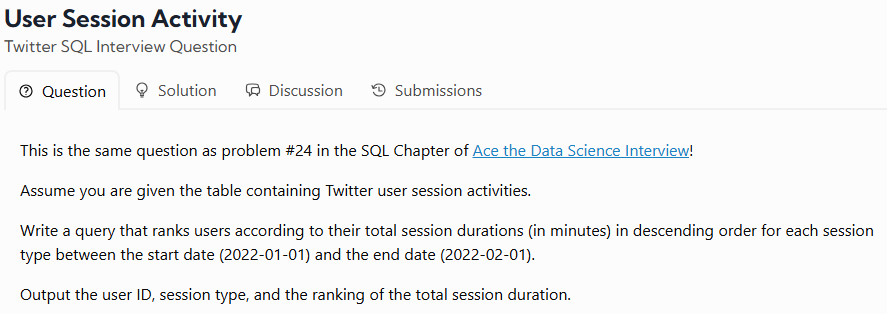 User Session Activity
Twitter SQL Interview Question
Question Solution Discussion Submissions
This is the same question as problem #24 in the SQL Chapter of Ace the Data Science Interview!
Assume you are given the table containing Twitter user session activities.
Write a query that ranks users according to their total session durations (in minutes) in descending order for each session
type between the start date (2022-01-01) and the end date (2022-02-01).
Output the user ID, session type, and the ranking of the total session duration.